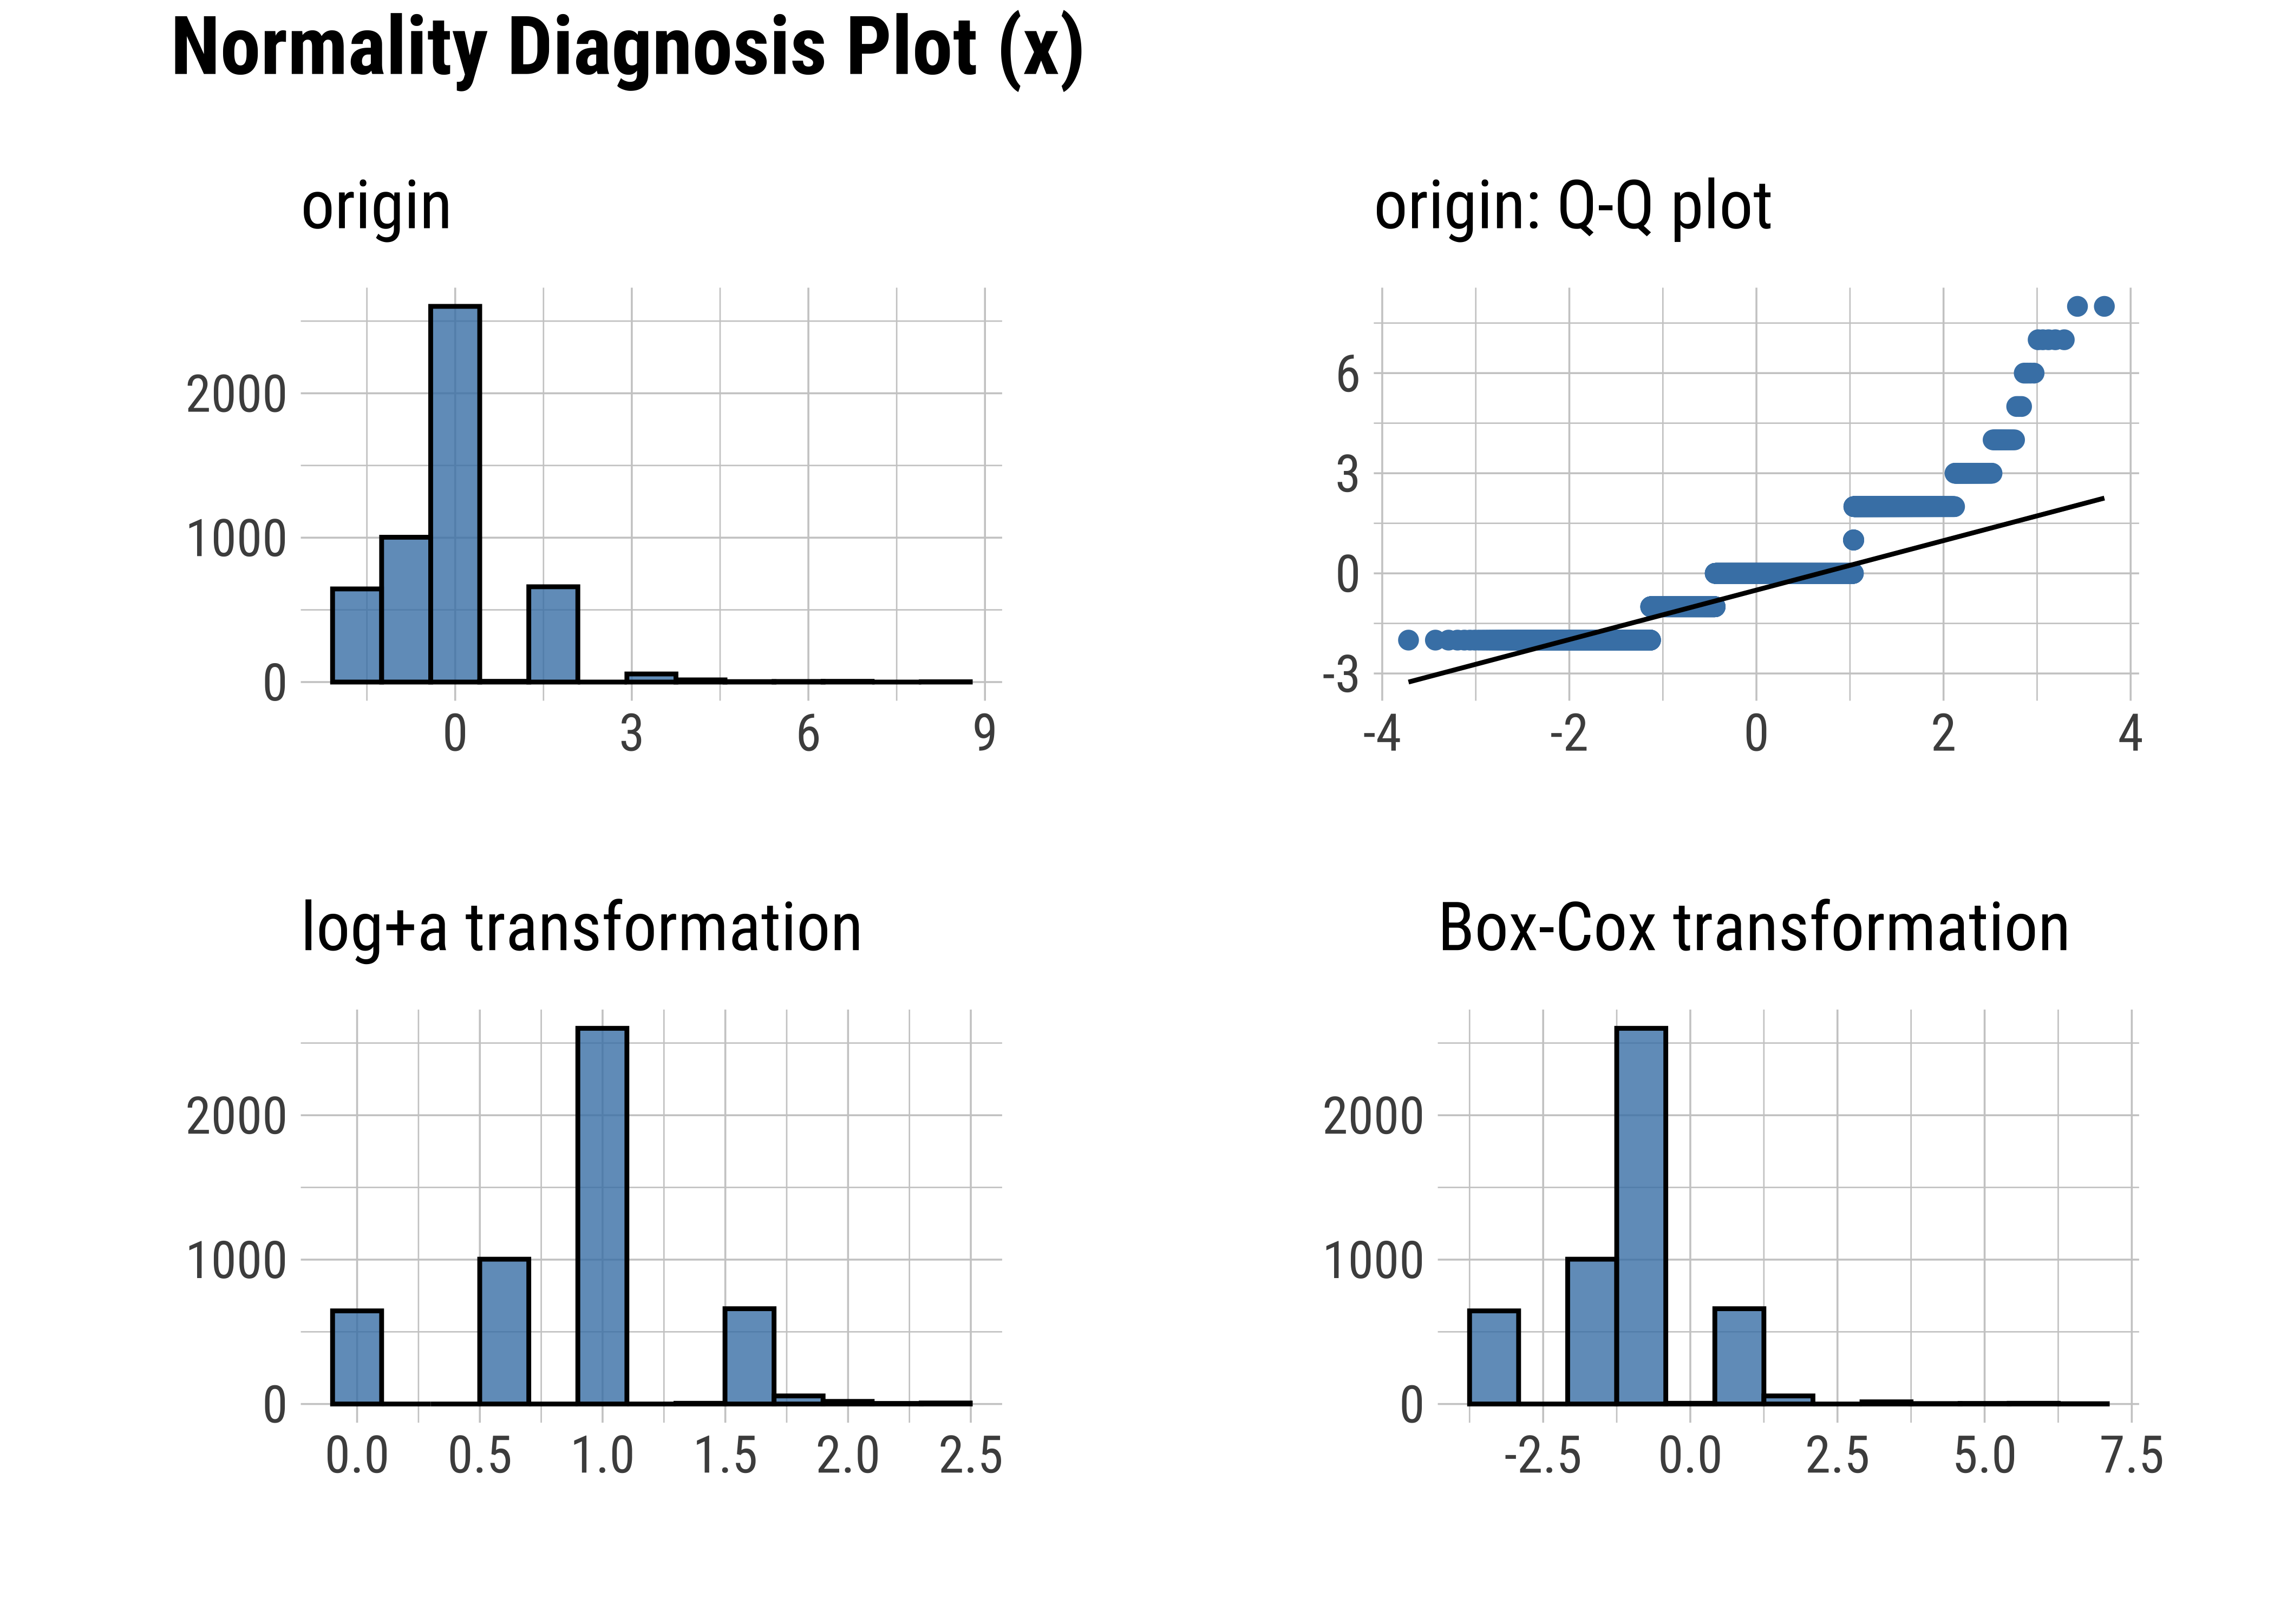 Normality Diagnosis Plot (x)
origin
2000
1000
0
0 3 6 9
origin: Q-Q plot
6
3
0
-3
-4 -2 0 2 4
log+a transformation
2000
1000
0
0.0 0.5 1.0 1.5 2.0 2.5
Box-Cox transformation
2000
1000
0
-2.5 0.0 2.5 5.0 7.5